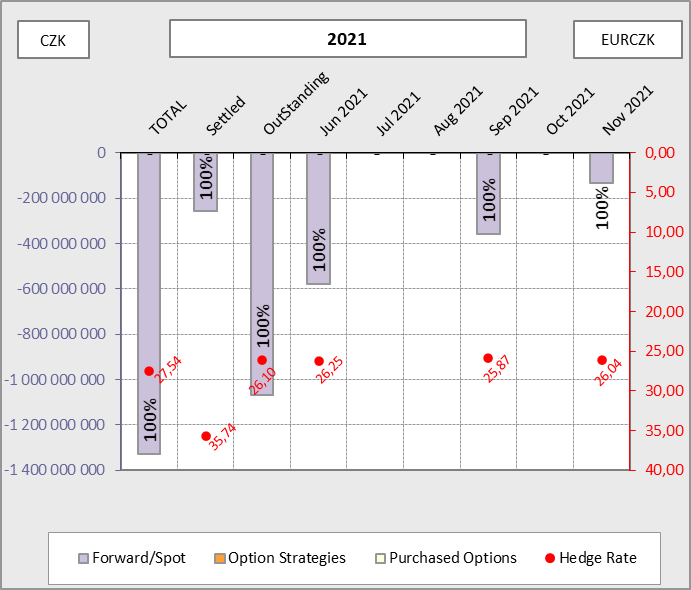 CZK 2021 EURCZK
TOTAL Settled OutStanding Jun 2021 Jul 2021 Aug 2021 Sep 2021 Oct 2021 Nov 2021
0 0,00
-200 000 000 5,00
-400 000 000 10,00
-600 000 000 15,00
-800 000 000 20,00
-1 000 000 000 25,00
-1 200 000 000 30,00
-1 400 000 000 35,00
40,00
100% 100% 100% 100% 100% 100%
27,54 35,74 26,10 26,25 25,87 26,04
Forward/Spot Option Strategies Purchased Options Hedge Rate